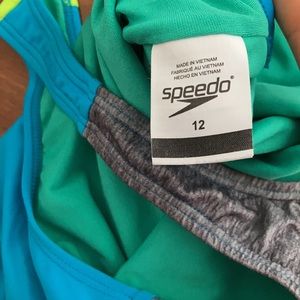 MADE IN VIETNAM
FABRIQUÉ AU VIETNAM
HECHO EN VIETNAM
speedo
12